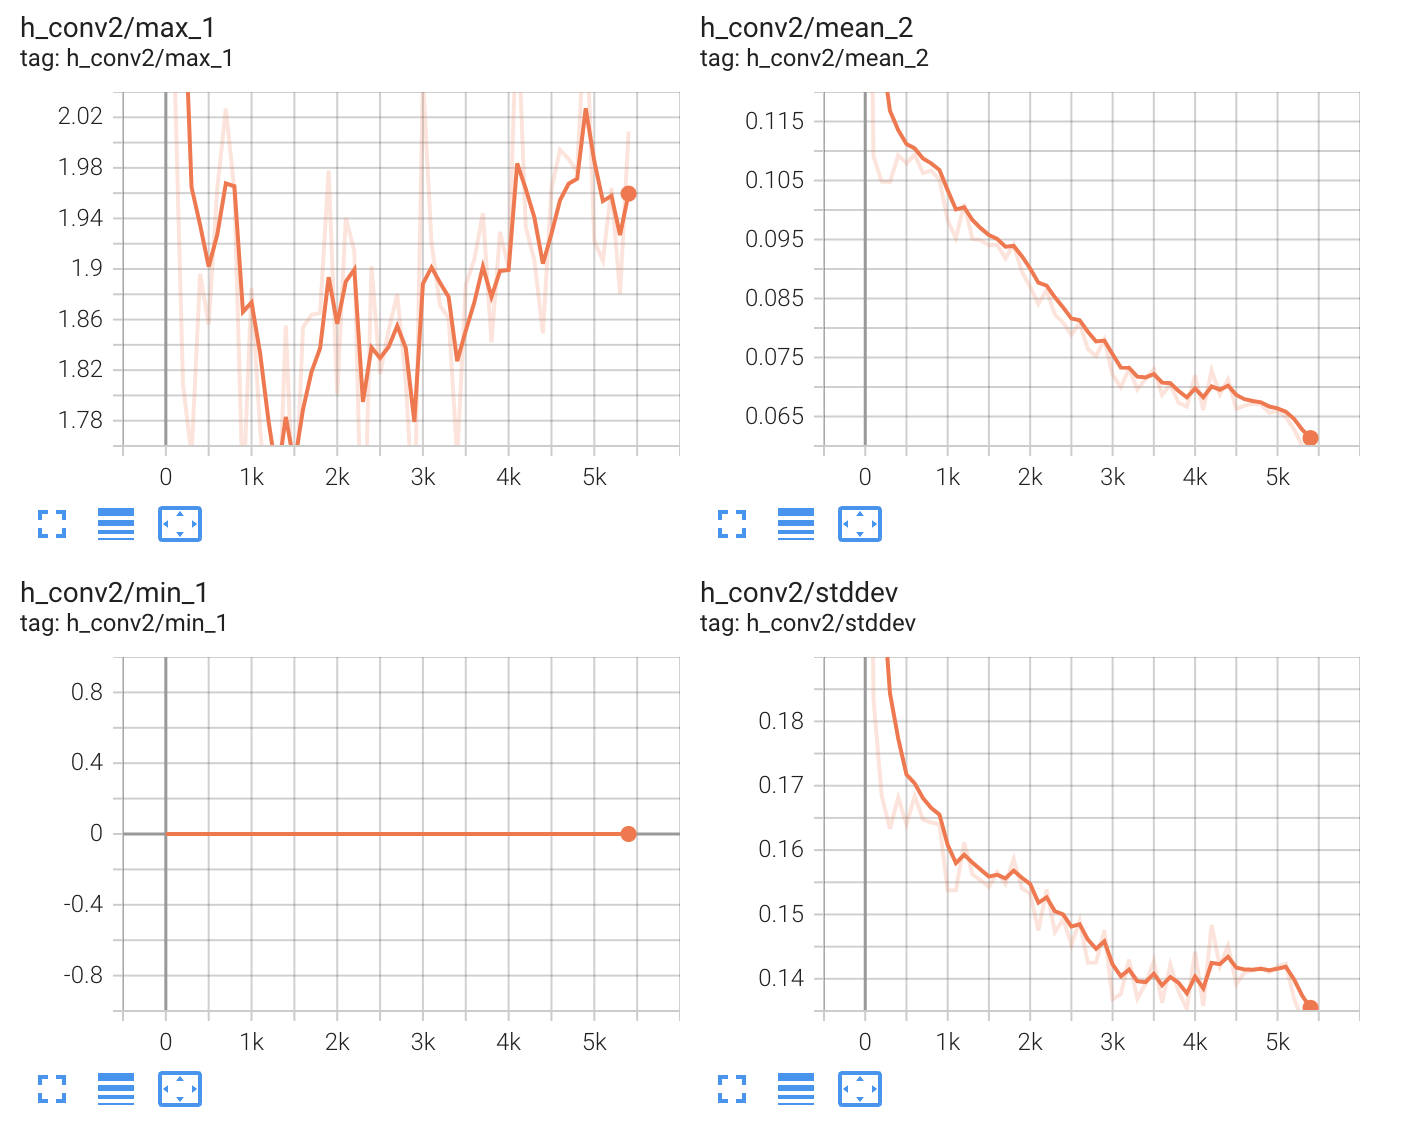 h_conv2/max_1
tag: h_conv2/max_1
2.02
1.98
1.94
1.9
1.86
1.82
1.78
0 1k 2k 3k 4k 5k
h_conv2/mean_2
tag: h_conv2/mean_2
0.115
0.105
0.095
0.085
0.075
0.065
0 1k 2k 3k 4k 5k
h_conv2/min_1
tag: h_conv2/min_1
0.8
0.4
0
-0.4
-0.8
0 1k 2k 3k 4k 5k
h_conv2/stddev
tag: h_conv2/stddev
0.18
0.17
0.16
0.15
0.14
0 1k 2k 3k 4k 5k